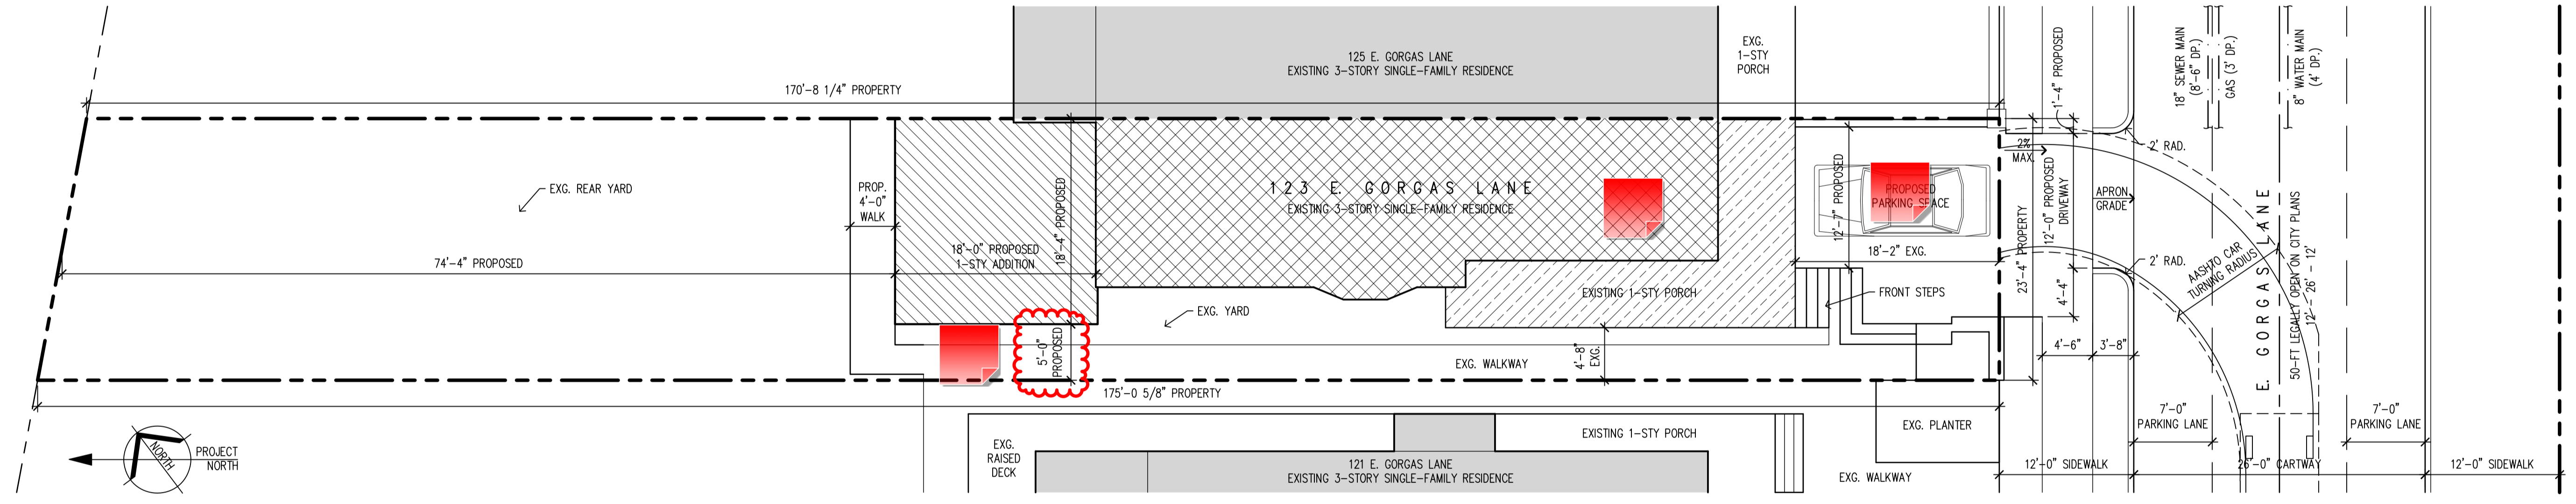 125 E. GORGAS LANE
EXISTING 3-STORY SINGLE-FAMILY RESIDENCE
EXG.
1-STY
PORCH
170'-8 1/4" PROPERTY
1'-4" PROPOSED
18" SEWER MAIN
(8'-6" DP.)
GAS (3' DP.)
8" WATER MAIN
(4' DP.)
EXG. REAR YARD
PROP.
4'-0"
WALK
18'-4" PROPOSED
18'-0" PROPOSED
1-STY ADDITION
74'-4" PROPOSED
123 E. GORGAS LANE
EXISTING 3-STORY SINGLE-FAMILY RESIDENCE
12'-7" PROPOSED
PROPOSED
PARKING SPACE
18'-2" EXG.
2%
MAX.
23'-4" PROPERTY
12'-0" PROPOSED
DRIVEWAY
4'-4"
APRON
GRADE
2' RAD.
2' RAD.
AASHTO CAR
TURNING RADIUS
E. GORGAS LANE
50-FT LEGALLY OPEN ON CITY PLANS
12' - 26' - 12'
EXISTING 1-STY PORCH
FRONT STEPS
EXG. YARD
5'-0"
PROPOSED
4'-8"
EXG.
EXG. WALKWAY
4'-6"
3'-8"
175'-0 5/8" PROPERTY
NORTH
PROJECT
NORTH
EXG.
RAISED
DECK
EXISTING 1-STY PORCH
121 E. GORGAS LANE
EXISTING 3-STORY SINGLE-FAMILY RESIDENCE
EXG. PLANTER
EXG. WALKWAY
7'-0"
PARKING LANE
7'-0"
PARKING LANE
12'-0" SIDEWALK
26'-0" CARTWAY
12'-0" SIDEWALK